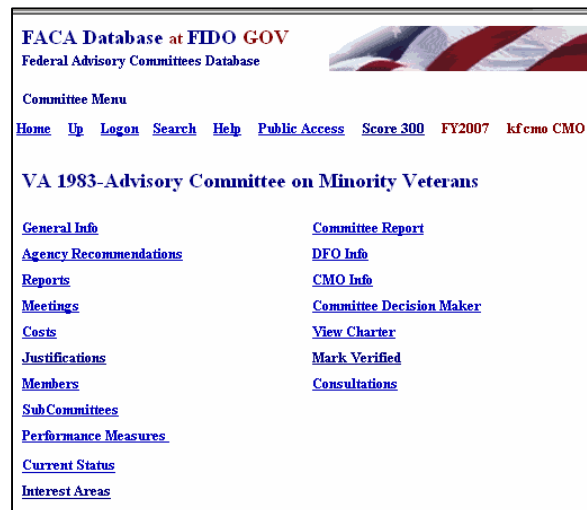 FACA Database at FIDO GOV
Federal Advisory Committees Database
Committee Menu
Home Up Logon Search Help Public Access Score 300 FY2007 kfcmo CMO
VA 1983-Advisory Committee on Minority Veterans
General Info
Agency Recommendations
Reports
Meetings
Costs
Justifications
Members
SubCommittees
Performance Measures
Current Status
Interest Areas
Committee Report
DFO Info
CMO Info
Committee Decision Maker
View Charter
Mark Verified
Consultations